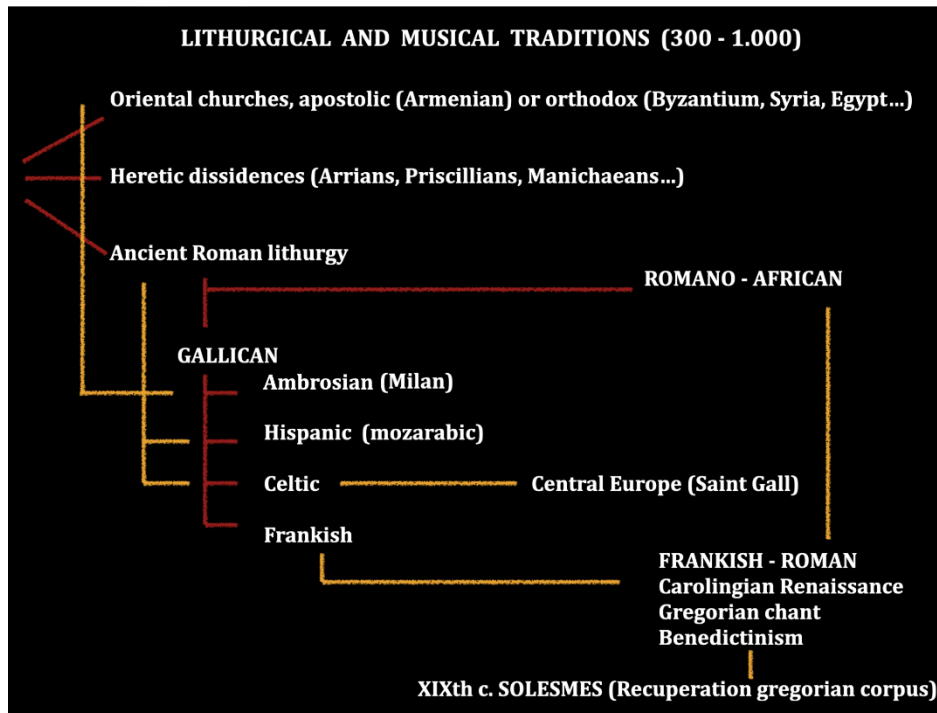 LITHURGICAL AND MUSICAL TRADITIONS (300 - 1.000)
Oriental churches, apostolic (Armenian) or orthodox (Byzantium, Syria, Egypt...)
Heretic dissidences (Arrians, Priscillians, Manichaeans...)
Ancient Roman lithurgy
ROMANO - AFRICAN
GALLICAN
Ambrosian (Milan)
Hispanic (mozarabic)
Celtic
Central Europe (Saint Gall)
Frankish
FRANKISH - ROMAN
Carolingian Renaissance
Gregorian chant
Benedictinism
XIXth c. SOLESMES (Recuperation gregorian corpus)